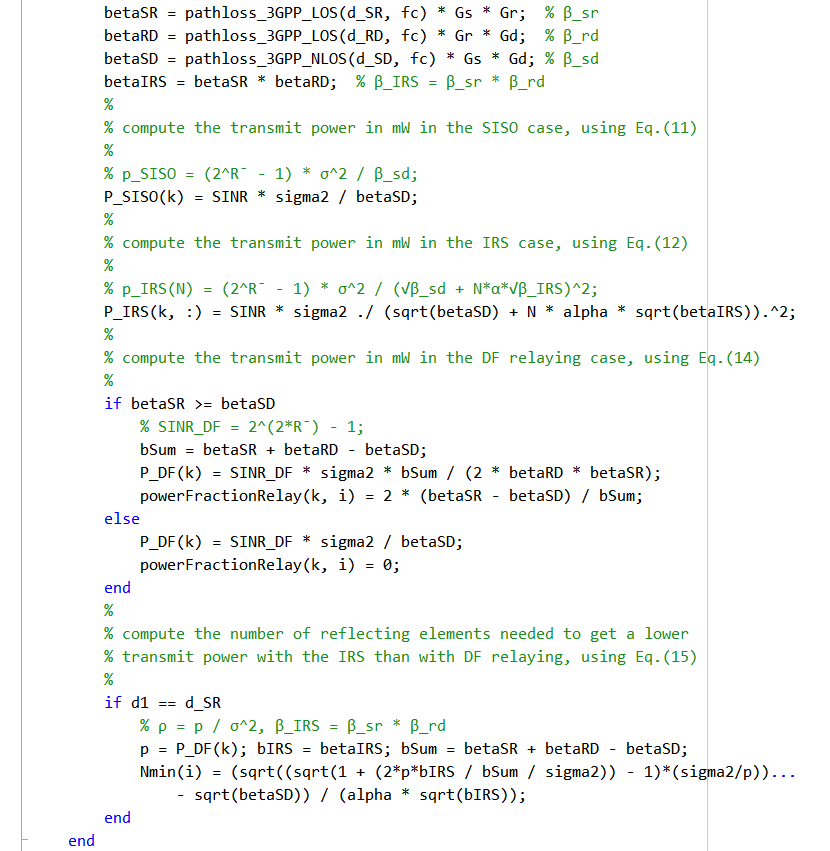 betaSR = pathloss_3GPP_LOS(d_SR, fc) * Gs * Gr;  % β_sr
betaRD = pathloss_3GPP_LOS(d_RD, fc) * Gr * Gd;  % β_rd
betaSD = pathloss_3GPP_NLOS(d_SD, fc) * Gs * Gd; % β_sd
betaIRS = betaSR * betaRD;  % β_IRS = β_sr * β_rd
%
% compute the transmit power in mW in the SISO case, using Eq.(11)
%
% p_SISO = (2^R¯ - 1) * σ^2 / β_sd;
P_SISO(k) = SINR * sigma2 / betaSD;
%
% compute the transmit power in mW in the IRS case, using Eq.(12)
%
% p_IRS(N) = (2^R¯ - 1) * σ^2 / (√β_sd + N*α*√β_IRS)^2;
P_IRS(k, :) = SINR * sigma2 ./ (sqrt(betaSD) + N * alpha * sqrt(betaIRS)).^2;
%
% compute the transmit power in mW in the DF relaying case, using Eq.(14)
%
if betaSR >= betaSD
    % SINR_DF = 2^(2*R¯) - 1;
    bSum = betaSR + betaRD - betaSD;
    P_DF(k) = SINR_DF * sigma2 * bSum / (2 * betaRD * betaSR);
    powerFractionRelay(k, i) = 2 * (betaSR - betaSD) / bSum;
else
    P_DF(k) = SINR_DF * sigma2 / betaSD;
    powerFractionRelay(k, i) = 0;
end
%
% compute the number of reflecting elements needed to get a lower
% transmit power with the IRS than with DF relaying, using Eq.(15)
%
if d1 == d_SR
    % ρ = p / σ^2, β_IRS = β_sr * β_rd
    p = P_DF(k); bIRS = betaIRS; bSum = betaSR + betaRD - betaSD;
    Nmin(i) = (sqrt((sqrt(1 + (2*p*bIRS / bSum / sigma2)) - 1)*(sigma2/p))...
        - sqrt(betaSD)) / (alpha * sqrt(bIRS));
end
end